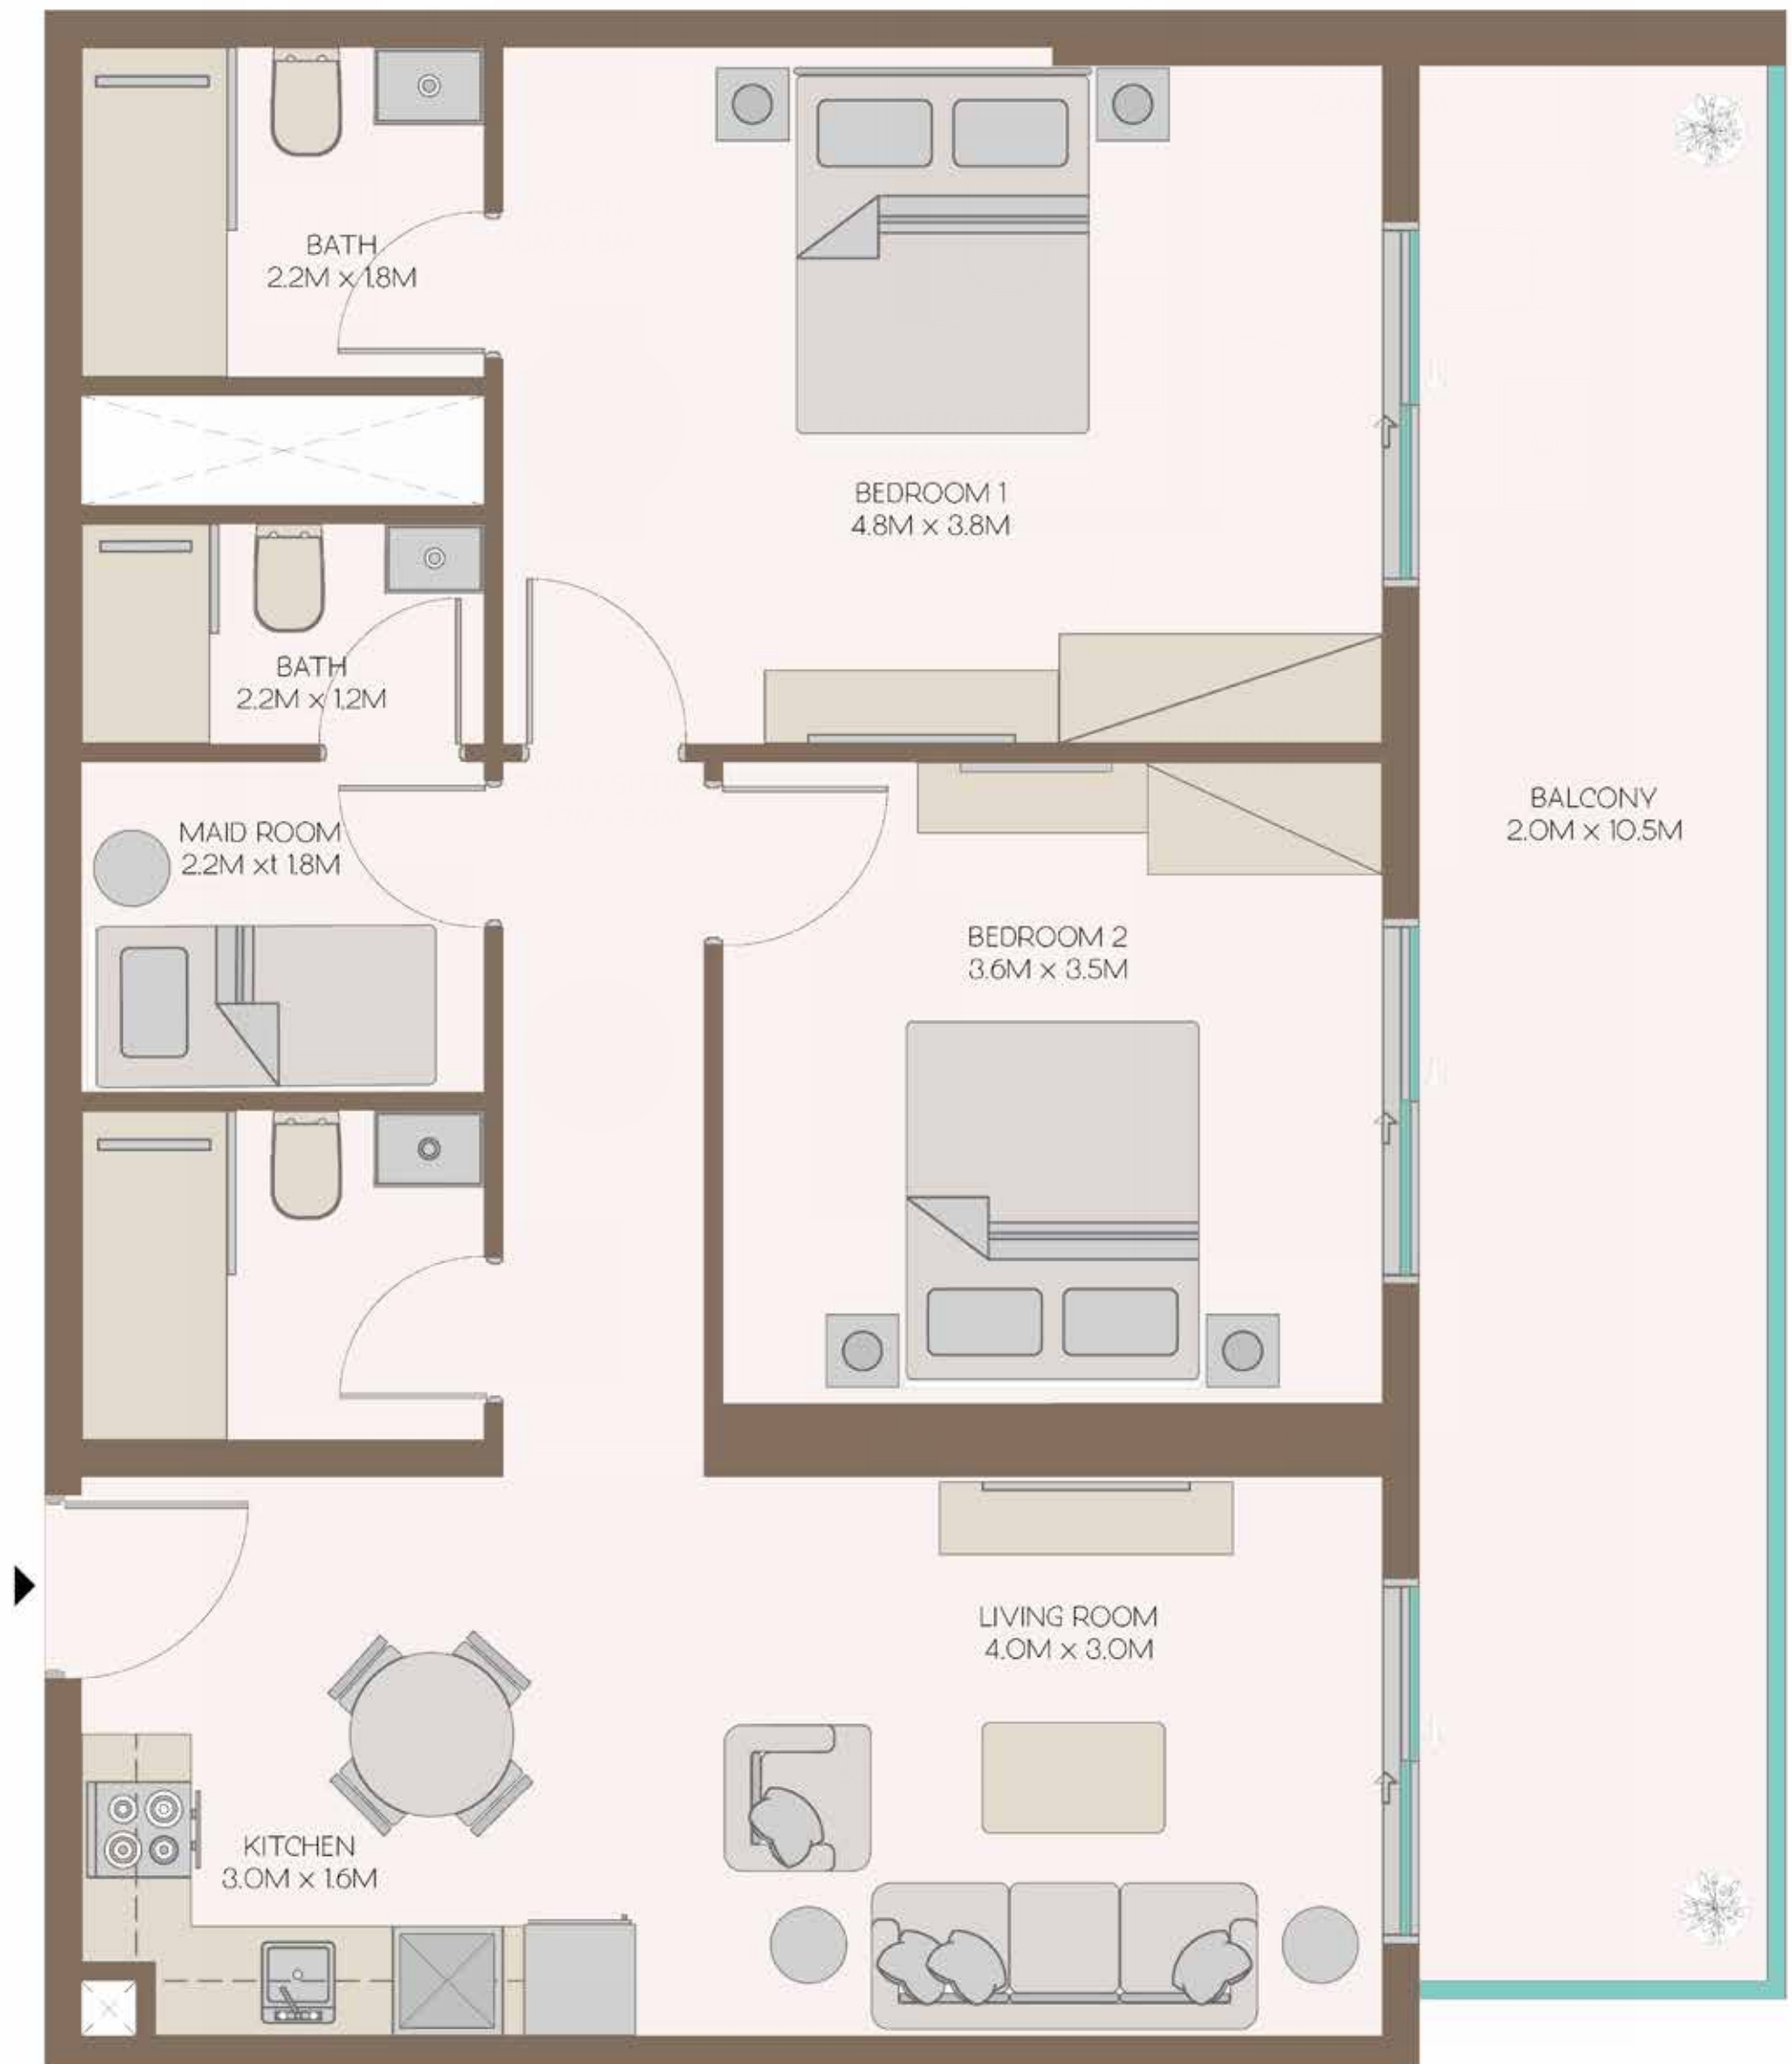 BATH
2.2M x 1.8M
BEDROOM 1
4.8M x 3.8M
BATH
2.2M x 1.2M
MAID ROOM
2.2M xt 1.8M
BALCONY
2.0M x 10.5M
BEDROOM 2
3.6M x 3.5M
LIVING ROOM
4.0M x 3.0M
KITCHEN
3.0M x 1.6M